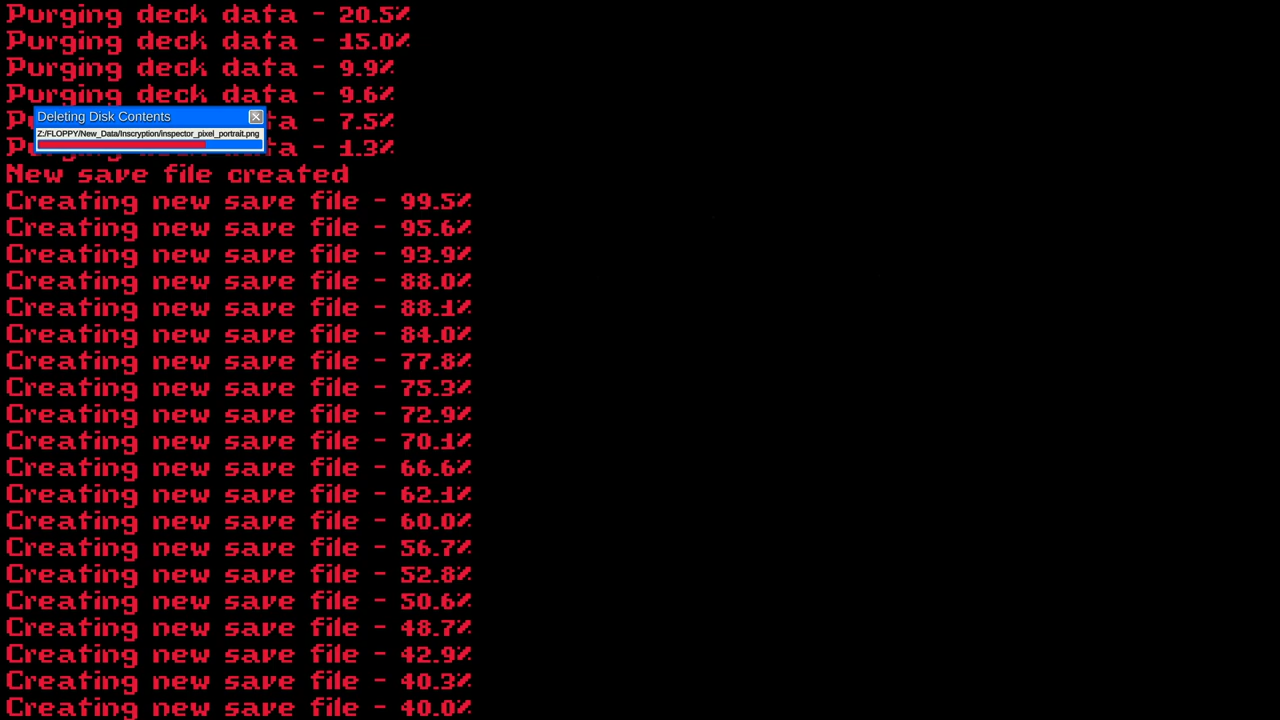 Purging deck data - 20.5%
Purging deck data - 15.0%
Purging deck data - 9.9%
Purging deck data - 9.6%
Deleting Disk Contents
Z:/FLOPPY/New_Data/Inscryption/inspector_pixel_portrait.png
ta - 7.5%
ta - 1.3%
New save file created
Creating new save file - 99.5%
Creating new save file - 95.6%
Creating new save file - 93.9%
Creating new save file - 88.0%
Creating new save file - 88.1%
Creating new save file - 84.0%
Creating new save file - 77.8%
Creating new save file - 75.3%
Creating new save file - 72.9%
Creating new save file - 70.1%
Creating new save file - 66.6%
Creating new save file - 62.1%
Creating new save file - 60.0%
Creating new save file - 56.7%
Creating new save file - 52.8%
Creating new save file - 50.6%
Creating new save file - 48.7%
Creating new save file - 42.9%
Creating new save file - 40.3%
Creating new save file - 40.0%